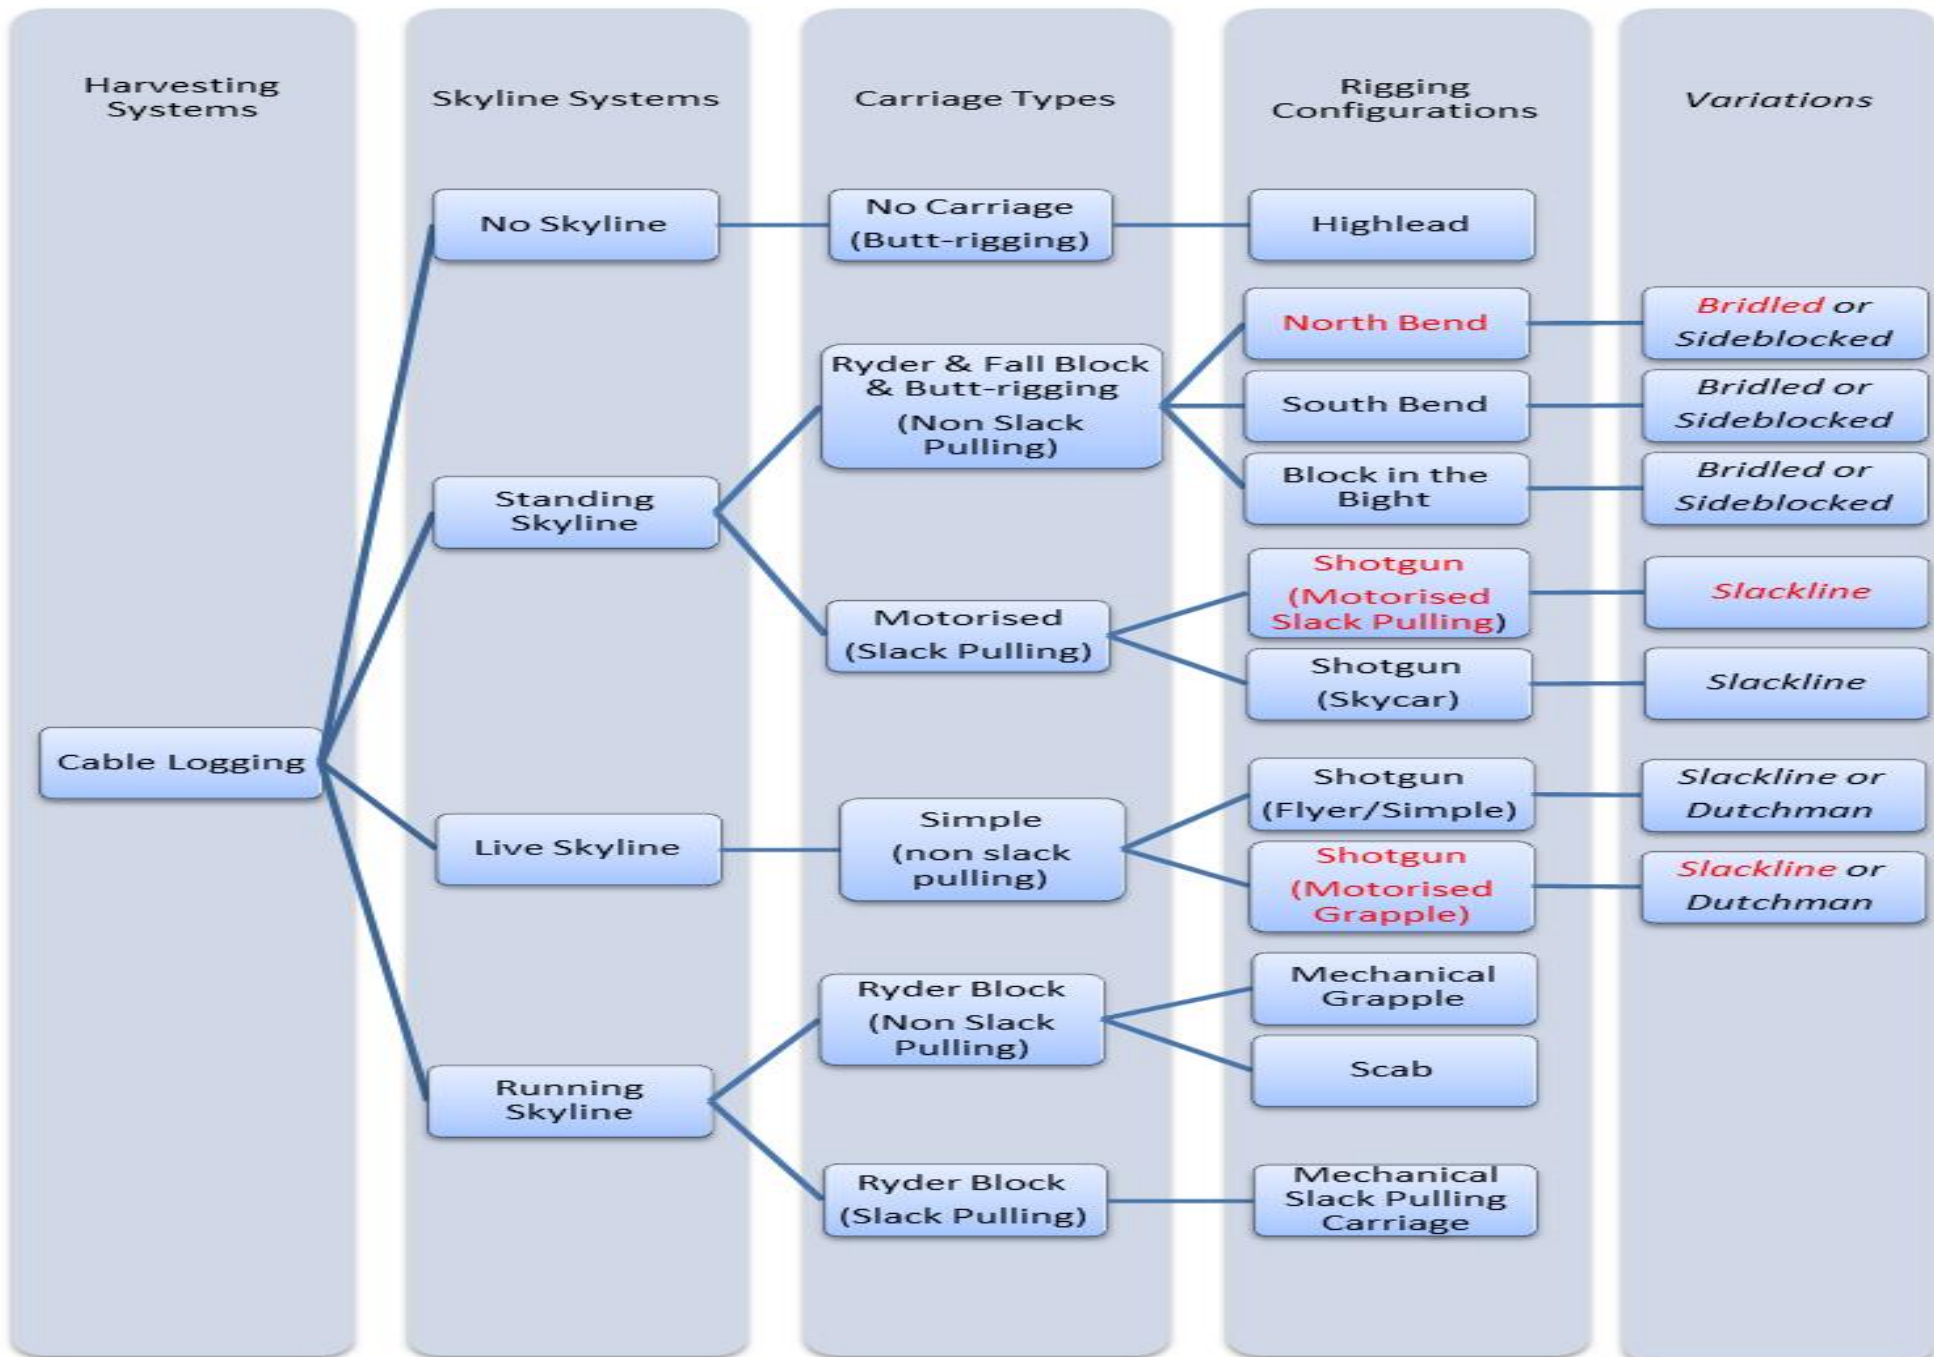 Harvesting
Systems
Skyline Systems
Carriage Types
Rigging
Configurations
Variations
No Skyline
No Carriage
(Butt-rigging)
Highlead
North Bend
Bridled or
Sideblocked
Ryder & Fall Block
& Butt-rigging
(Non Slack
Pulling)
South Bend
Bridled or
Sideblocked
Standing
Skyline
Block in the
Bight
Bridled or
Sideblocked
Motorised
(Slack Pulling)
Shotgun
(Motorised
Slack Pulling)
Slackline
Shotgun
(Skycar)
Slackline
Cable Logging
Live Skyline
Simple
(non slack
pulling)
Shotgun
(Flyer/Simple)
Slackline or
Dutchman
Shotgun
(Motorised
Grapple)
Slackline or
Dutchman
Running
Skyline
Ryder Block
(Non Slack
Pulling)
Mechanical
Grapple
Scab
Ryder Block
(Slack Pulling)
Mechanical
Slack Pulling
Carriage